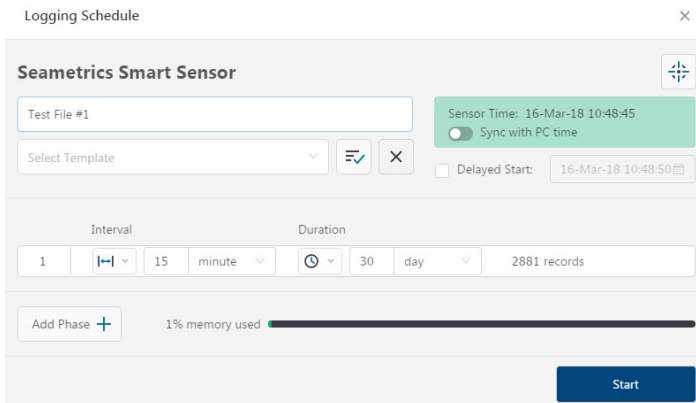 Logging Schedule
Seametrics Smart Sensor
Test File #1
Sensor Time: 16-Mar-18 10:48:45
Sync with PC time
Select Template
Delayed Start: 16-Mar-18 10:48:50
Interval Duration
1 15 minute 30 day 2881 records
Add Phase 1% memory used
Start